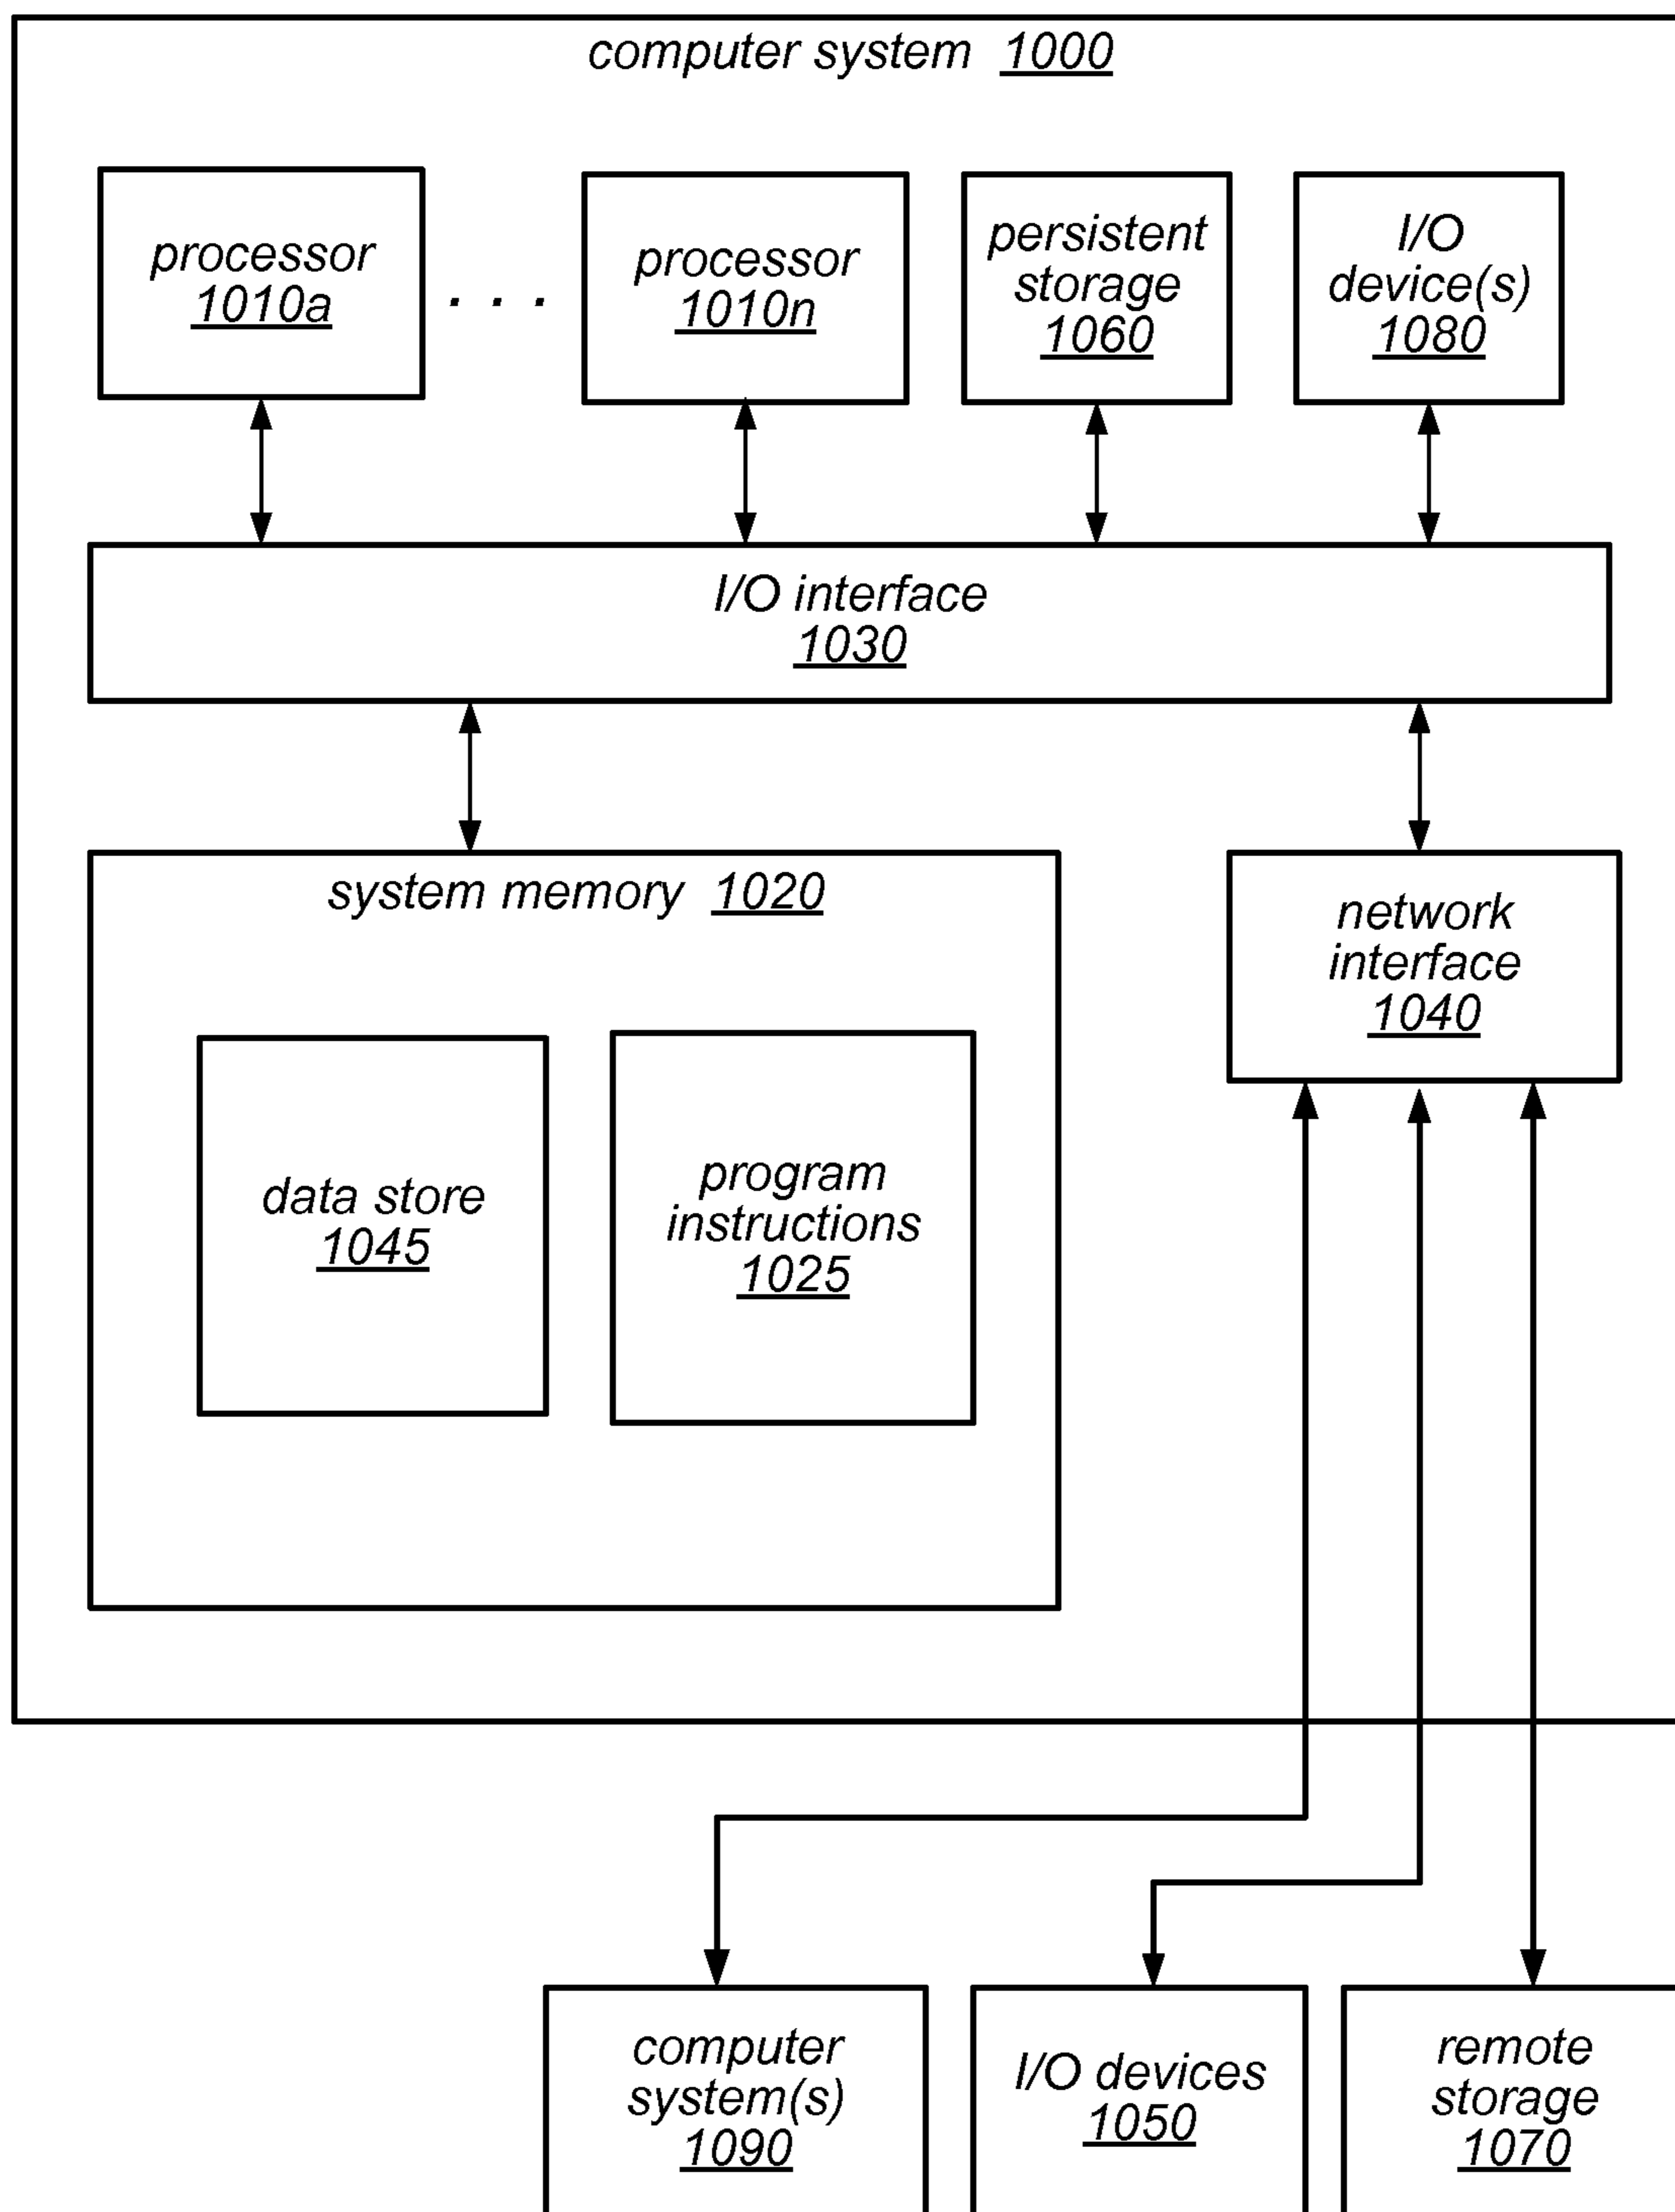 computer system 1000
processor
1010a
. . .
processor
1010n
persistent
storage
1060
I/O
device(s)
1080
I/O interface
1030
system memory 1020
network
interface
1040
data store
1045
program
instructions
1025
computer
system(s)
1090
I/O devices
1050
remote
storage
1070